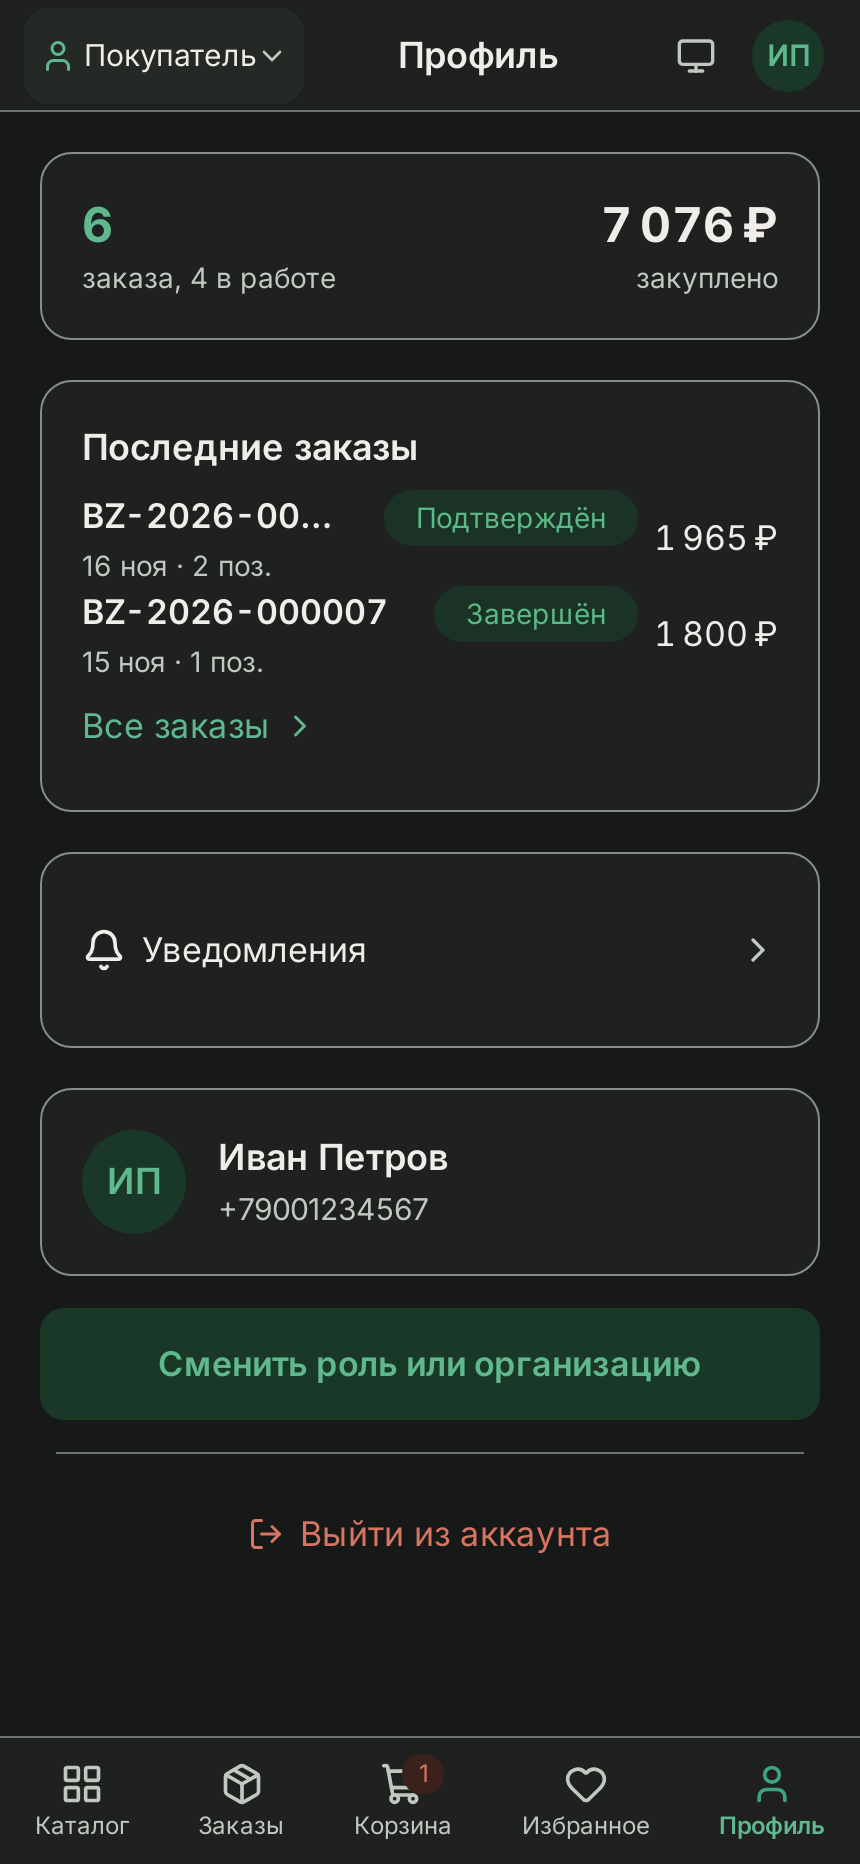 Покупатель
Профиль
ИП
6
7 076 ₽
заказа, 4 в работе
закуплено
Последние заказы
BZ-2026-00...
Подтверждён
1 965 ₽
16 ноя · 2 поз.
BZ-2026-000007
Завершён
1 800 ₽
15 ноя · 1 поз.
Все заказы
Уведомления
ИП
Иван Петров
+79001234567
Сменить роль или организацию
Выйти из аккаунта
1
Каталог
Заказы
Корзина
Избранное
Профиль